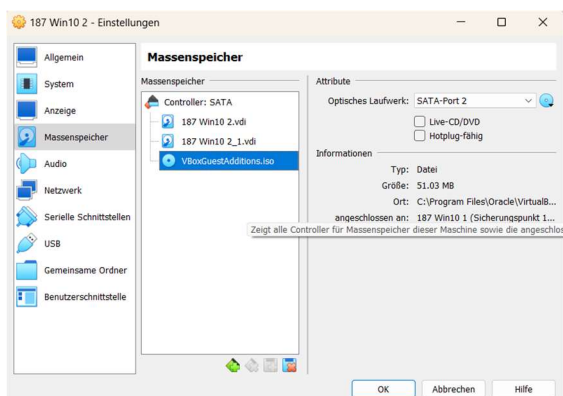 187 Win10 2 - Einstellungen
Allgemein
System
Anzeige
Massenspeicher
Audio
Netzwerk
Serielle Schnittstellen
USB
Gemeinsame Ordner
Benutzerschnittstelle
Massenspeicher
Massenspeicher
Controller: SATA
187 Win10 2.vdi
187 Win10 2_1.vdi
VBoxGuestAdditions.iso
Attribute
Optisches Laufwerk: SATA-Port 2
Live-CD/DVD
Hotplug-fähig
Informationen
Typ: Datei
Größe: 51.03 MB
Ort: C:\Program Files\Oracle\VirtualB...
angeschlossen an: 187 Win10 1 (Sicherungspunkt 1...
Zeigt alle Controller für Massenspeicher dieser Maschine sowie die angeschlos
OK Abbrechen Hilfe